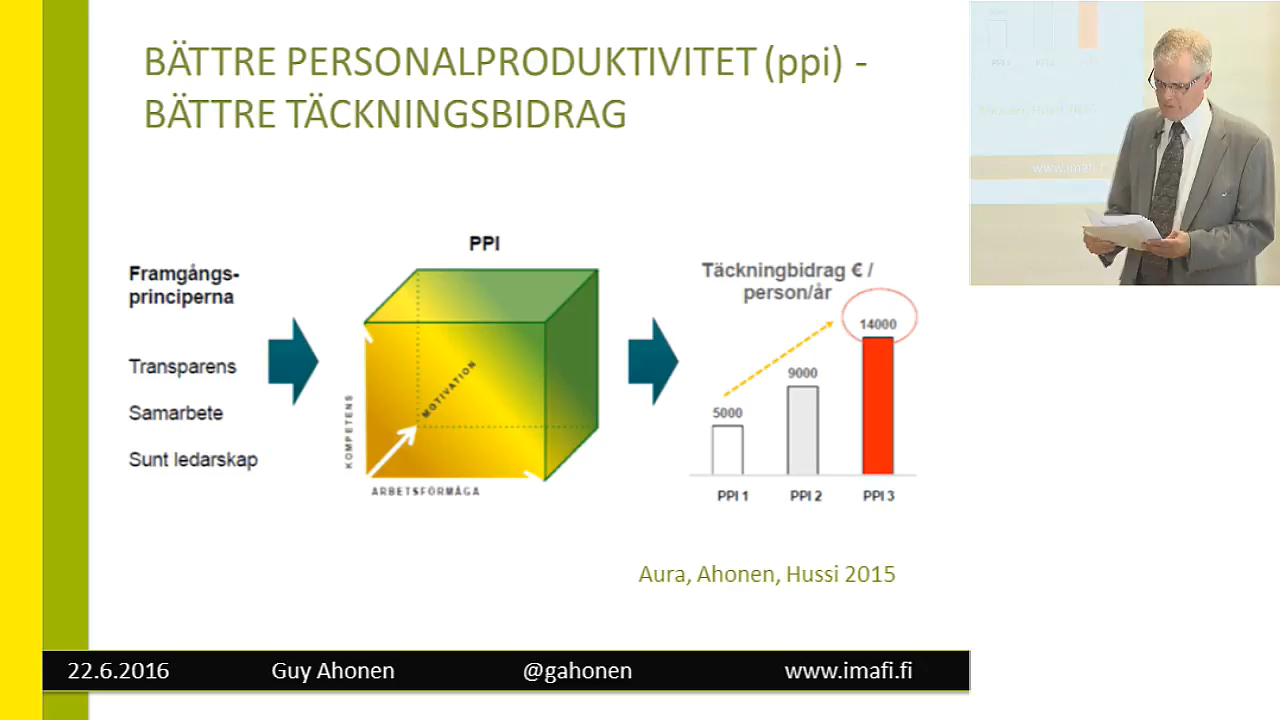 BÄTTRE PERSONALPRODUKTIVITET (ppi) -
BÄTTRE TÄCKNINGSBIDRAG
Framgångs-
principerna
Transparens
Samarbete
Sunt ledarskap
PPI
KOMPETENS
MOTIVATION
ARBETSFÖRMÅGA
Täckningbidrag € /
person/år
5000
9000
14000
PPI 1
PPI 2
PPI 3
Aura, Ahonen, Hussi 2015
22.6.2016 Guy Ahonen @gahonen www.imafi.fi
www.imafi.f